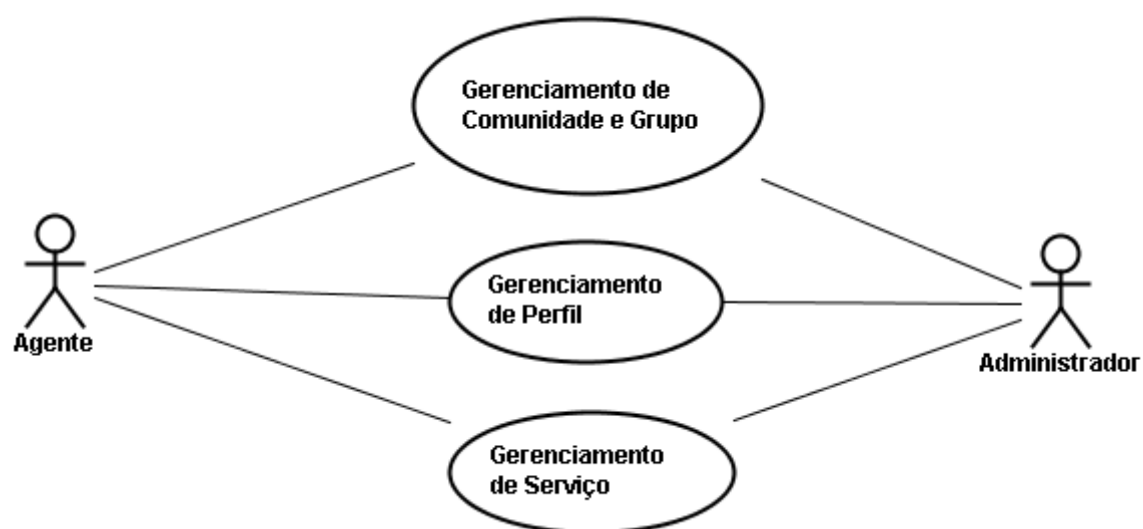 Gerenciamento de
Comunidade e Grupo
Agente
Gerenciamento
de Perfil
Administrador
Gerenciamento
de Serviço